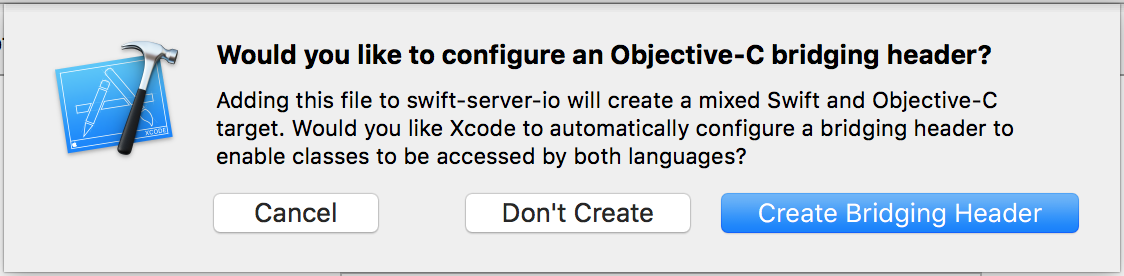 Would you like to configure an Objective-C bridging header?
Adding this file to swift-server-io will create a mixed Swift and Objective-C
target. Would you like Xcode to automatically configure a bridging header to
enable classes to be accessed by both languages?
XCODE
Cancel
Don't Create
Create Bridging Header